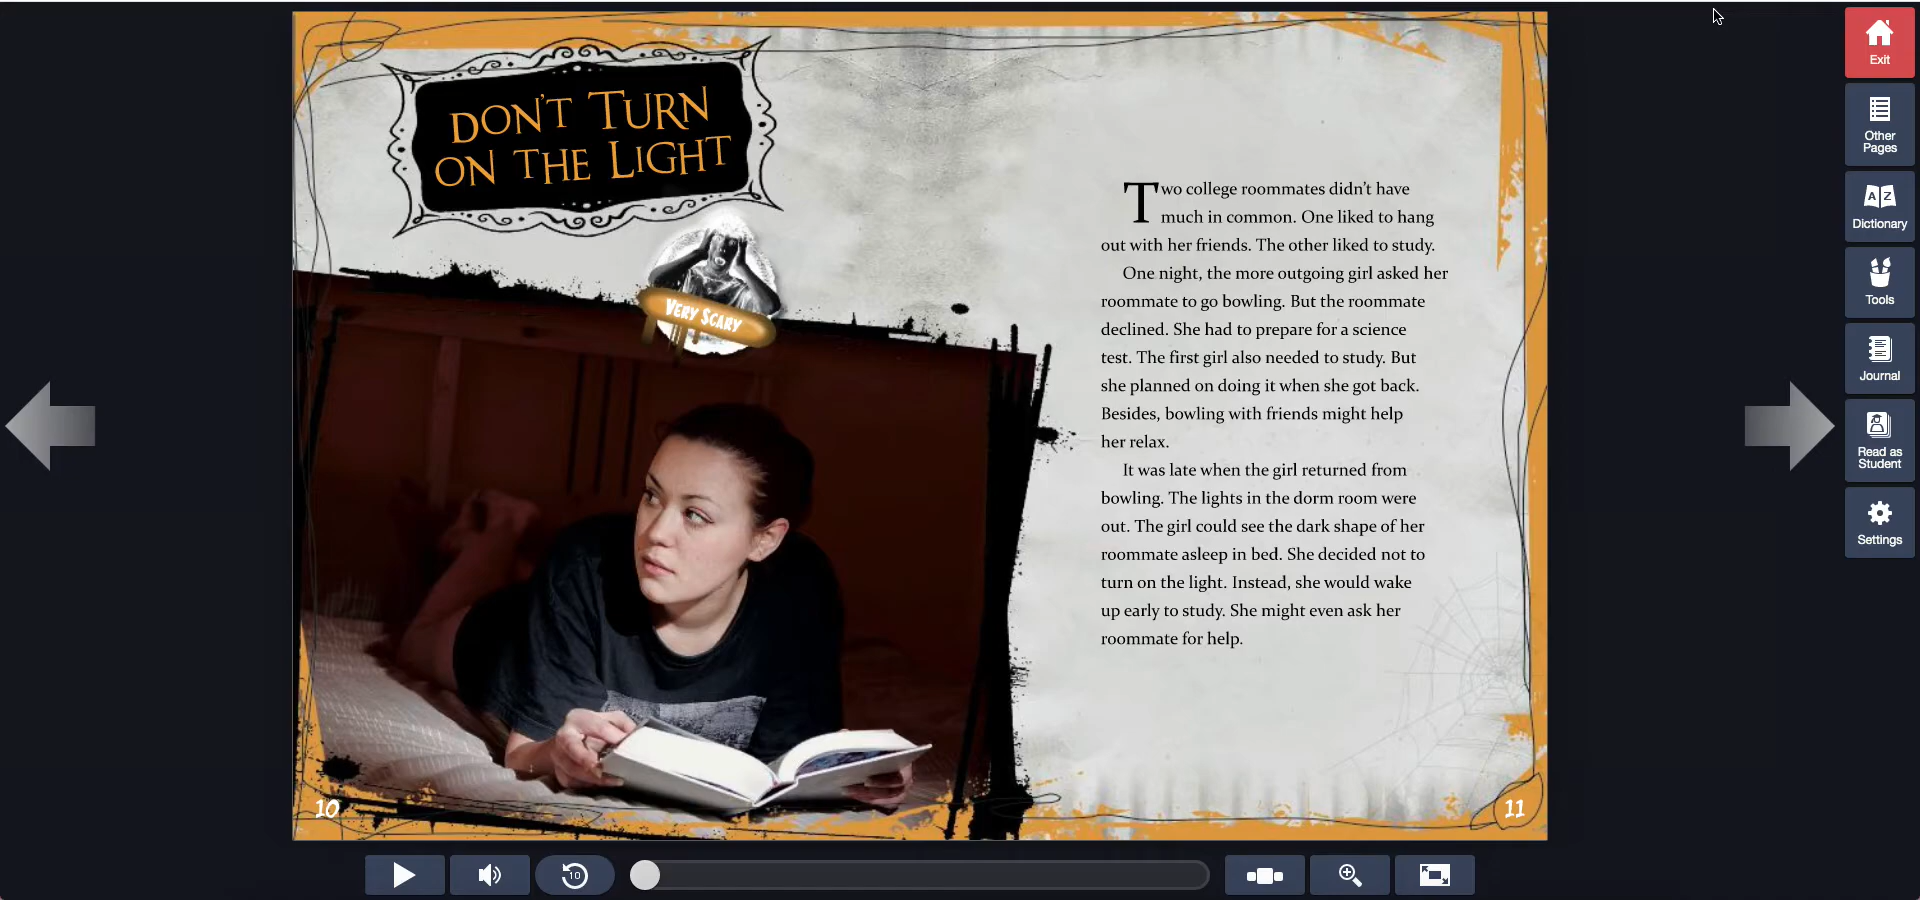 DON'T TURN
ON THE LIGHT
VERY SCARY
Two college roommates didn't have
much in common. One liked to hang
out with her friends. The other liked to study.
One night, the more outgoing girl asked her
roommate to go bowling. But the roommate
declined. She had to prepare for a science
test. The first girl also needed to study. But
she planned on doing it when she got back.
Besides, bowling with friends might help
her relax.
It was late when the girl returned from
bowling. The lights in the dorm room were
out. The girl could see the dark shape of her
roommate asleep in bed. She decided not to
turn on the light. Instead, she would wake
up early to study. She might even ask her
roommate for help.
10
11
Exit
Other
Pages
A Z
Dictionary
Tools
Journal
Read as
Student
Settings
10